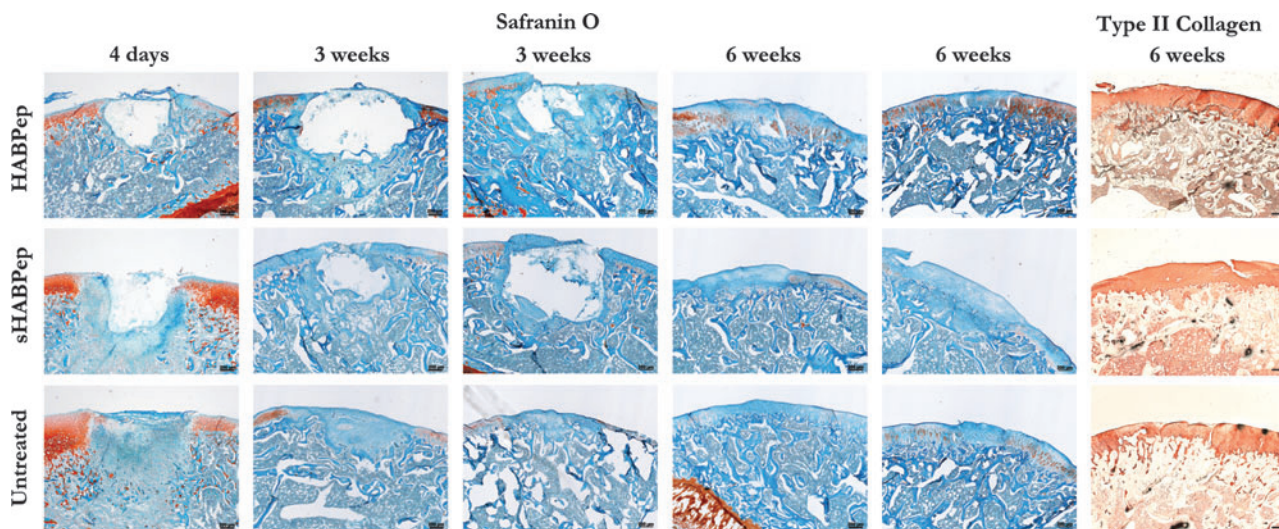 Safranin O
Type II Collagen
4 days
3 weeks
3 weeks
6 weeks
6 weeks
6 weeks
HABPep
sHABPep
Untreated